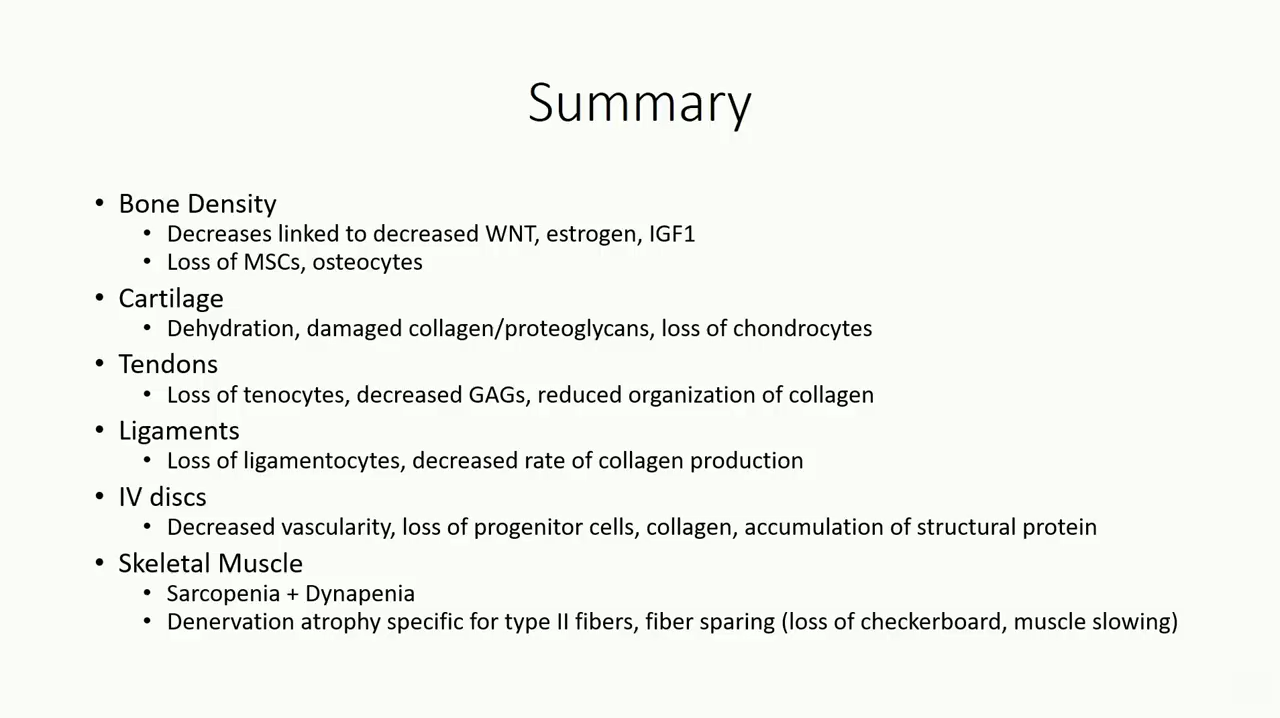 Summary
• Bone Density
• Decreases linked to decreased WNT, estrogen, IGF1
• Loss of MSCs, osteocytes
• Cartilage
• Dehydration, damaged collagen/proteoglycans, loss of chondrocytes
• Tendons
• Loss of tenocytes, decreased GAGs, reduced organization of collagen
• Ligaments
• Loss of ligamentocytes, decreased rate of collagen production
• IV discs
• Decreased vascularity, loss of progenitor cells, collagen, accumulation of structural protein
• Skeletal Muscle
• Sarcopenia + Dynapenia
• Denervation atrophy specific for type II fibers, fiber sparing (loss of checkerboard, muscle slowing)